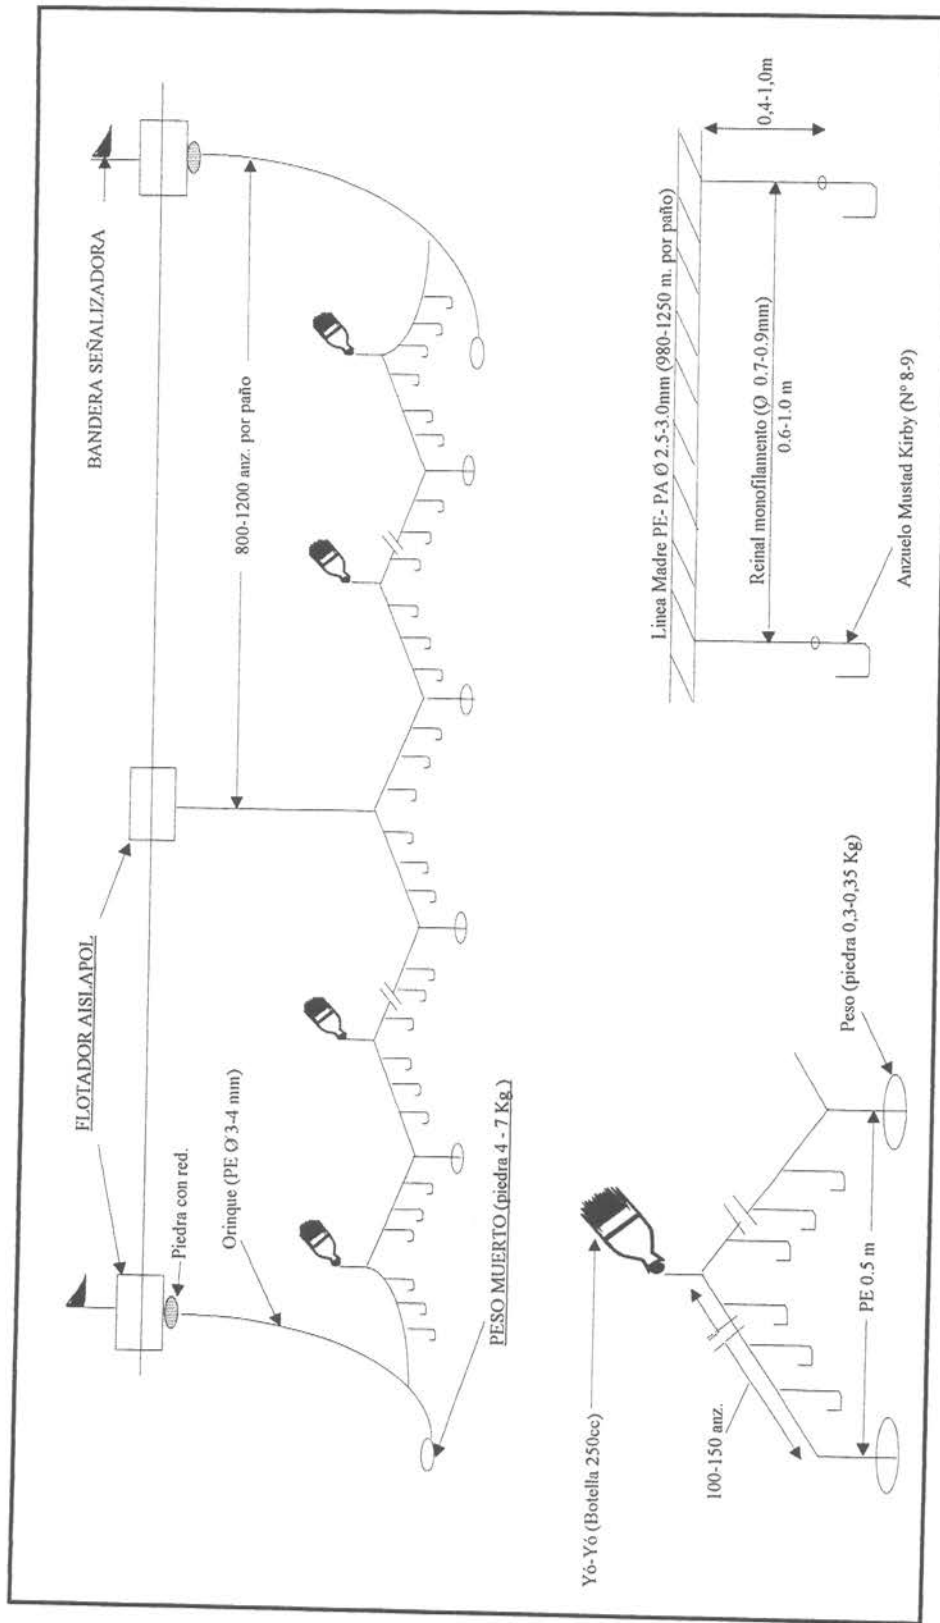 BANDERA SEÑALIZADORA
FLOTADOR AISLAPOL
Piedra con red.
Orinque (PE Ø 3-4 mm)
800-1200 anz. por paño
PESO MUERTO (piedra 4 - 7 Kg.)
Yó-Yó (Botella 250cc)
100-150 anz.
PE 0.5 m
Peso (piedra 0,3-0,35 Kg)
Linea Madre PE- PA Ø 2.5-3.0mm (980-1250 m. por paño)
0,4-1,0m
Reinal monofilamento (Ø 0.7-0.9mm)
0.6-1.0 m
Anzuelo Mustad Kirby (Nº 8-9)